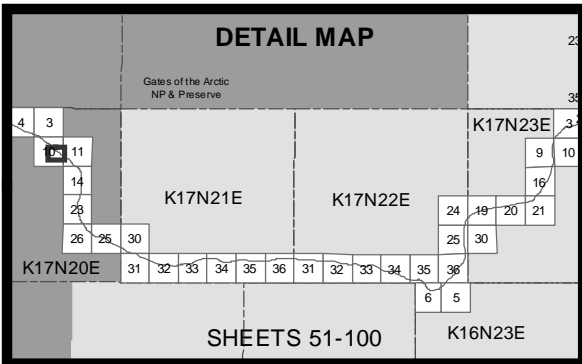 DETAIL MAP
23
Gates of the Arctic
NP & Preserve
35
4 3
K17N23E
3
10 11
9 10
14
16
K17N21E
K17N22E
23
24 19 20 21
26 25 30
25 30
K17N20E
31 32 33 34 35 36 31 32 33 34 35 36
6 5
SHEETS 51-100
K16N23E